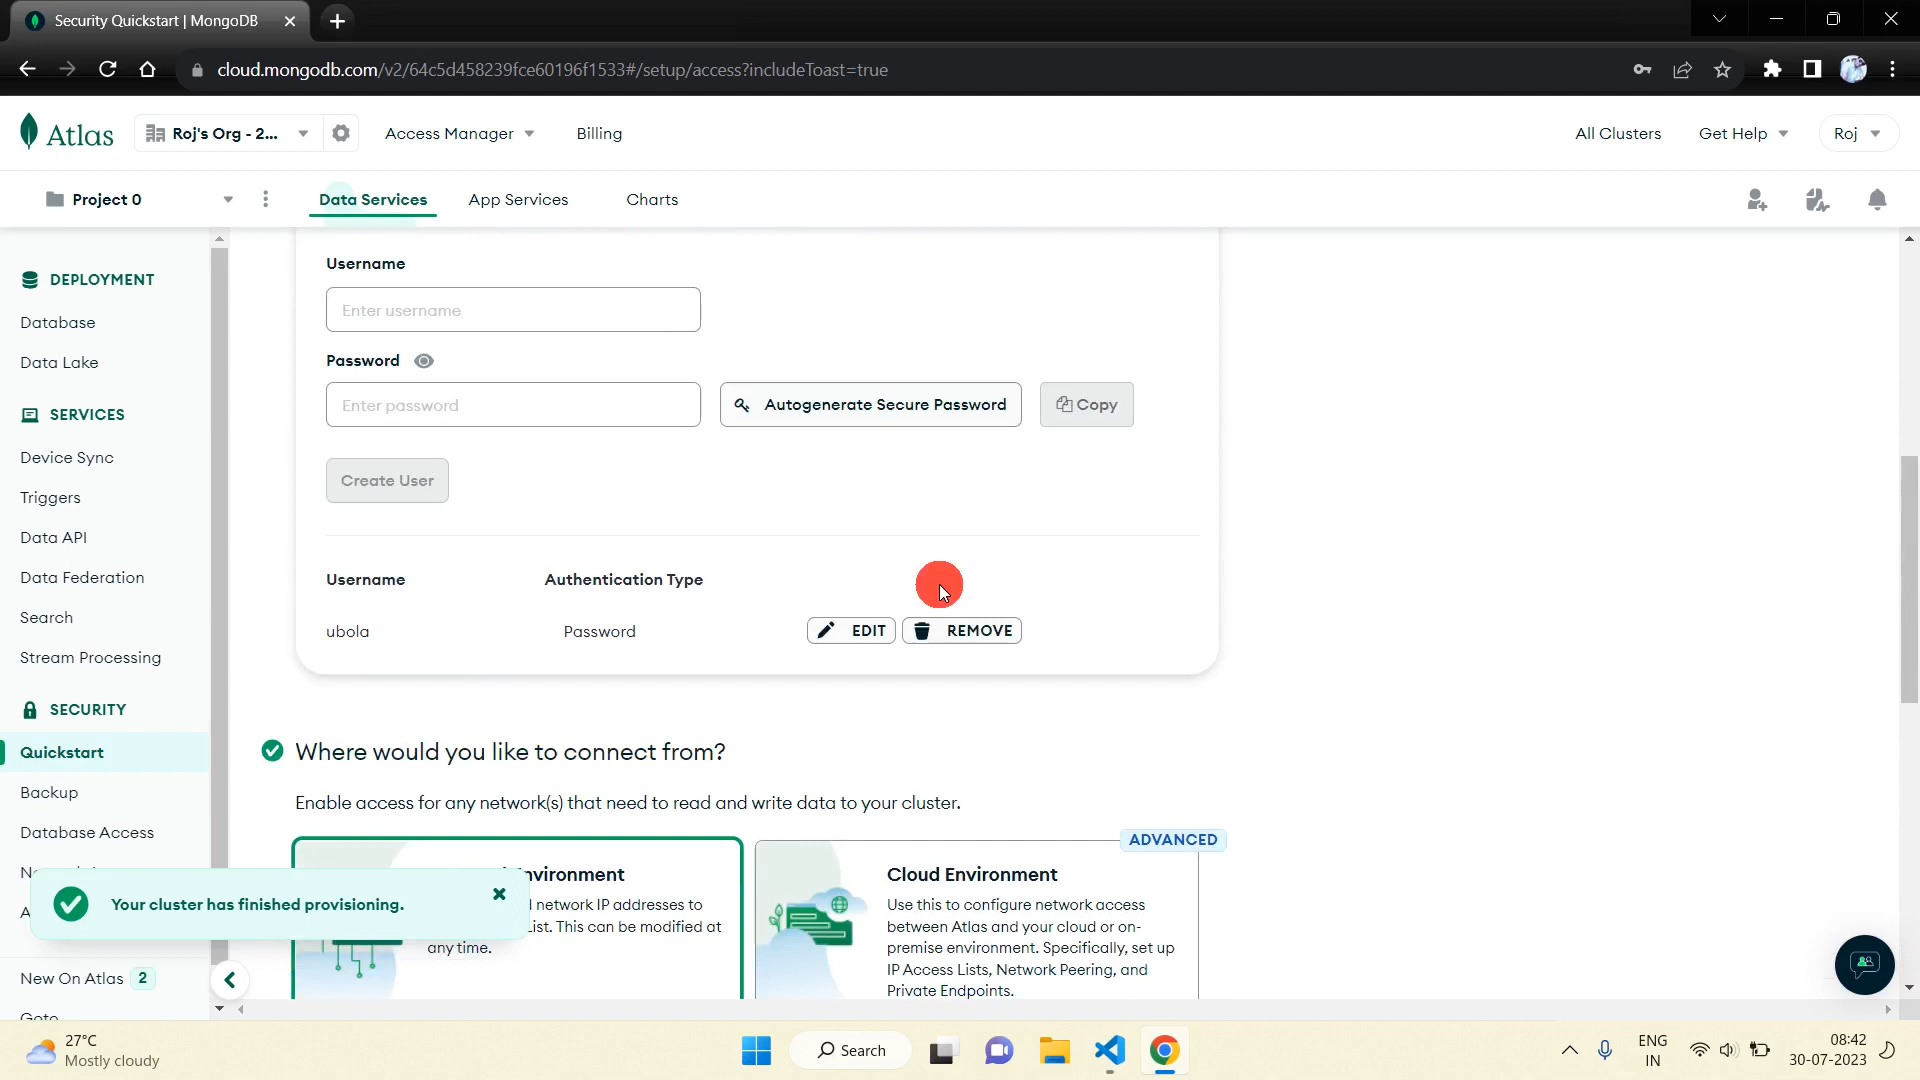 Security Quickstart | MongoDB
cloud.mongodb.com/v2/64c5d458239fce60196f1533#/setup/access?includeToast=true
Atlas
Roj's Org - 2...
Access Manager
Billing
All Clusters
Get Help
Roj
Project 0
Data Services
App Services
Charts
DEPLOYMENT
Database
Data Lake
SERVICES
Device Sync
Triggers
Data API
Data Federation
Search
Stream Processing
SECURITY
Quickstart
Backup
Database Access
New On Atlas 2
Goto
Username
Enter username
Password
Enter password
Autogenerate Secure Password
Copy
Create User
Username Authentication Type
ubola Password EDIT REMOVE
Where would you like to connect from?
Enable access for any network(s) that need to read and write data to your cluster.
nvironment
network IP addresses to
List. This can be modified at
any time.
ADVANCED
Cloud Environment
Use this to configure network access
between Atlas and your cloud or on-
premise environment. Specifically, set up
IP Access Lists, Network Peering, and
Private Endpoints.
Your cluster has finished provisioning.
27°C
Mostly cloudy
Search
ENG
IN
08:42
30-07-2023